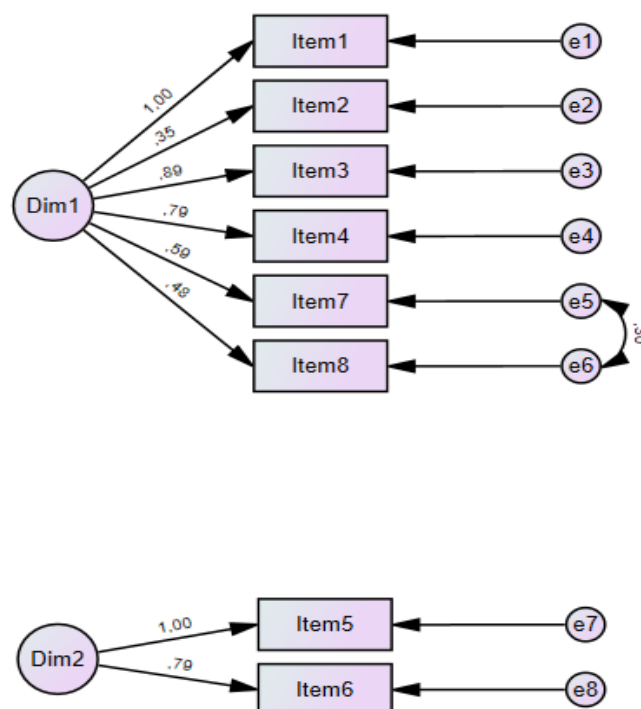 Item1
e1
1,00
Item2
e2
,35
Item3
e3
,89
Dim1
,79
Item4
e4
,59
Item7
e5
,48
,30
Item8
e6
Item5
e7
1,00
Dim2
,79
Item6
e8